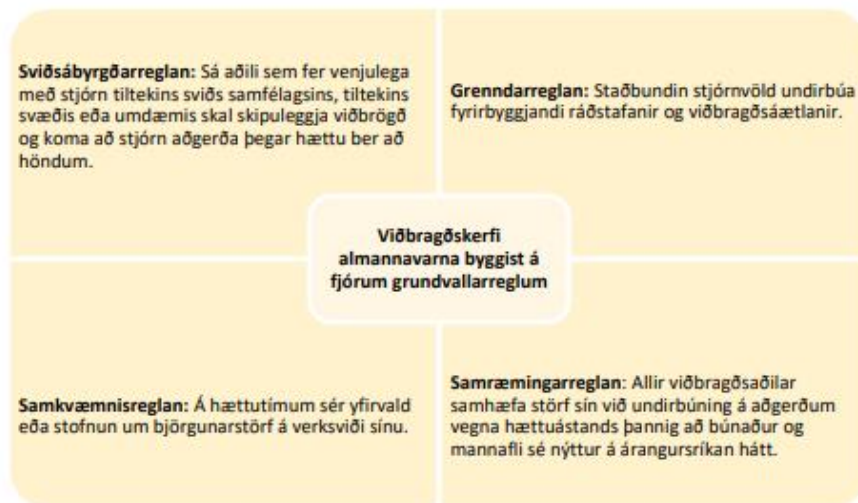 Sviðsábyrgðarreglan: Sá aðili sem fer venjulega
með stjórn tiltekins sviðs samfélagsins, tiltekins
svæðis eða umdæmis skal skipuleggja viðbrögð
og koma að stjórn aðgerða þegar hættu ber að
höndum.
Grenndarreglan: Staðbundin stjórnvöld undirbúa
fyrirbyggjandi ráðstafanir og viðbragðsáætlanir.
Viðbragðskerfi
almannavarna byggist á
fjórum grundvallarreglum
Samkvæmnisreglan: Á hættutímum sér yfirvald
eða stofnun um björgunarstörf á verksviði sínu.
Samræmingarreglan: Allir viðbragðsaðilar
samhæfa störf sín við undirbúning á aðgerðum
vegna hættuástands þannig að búnaður og
mannafli sé nýttur á árangursríkan hátt.